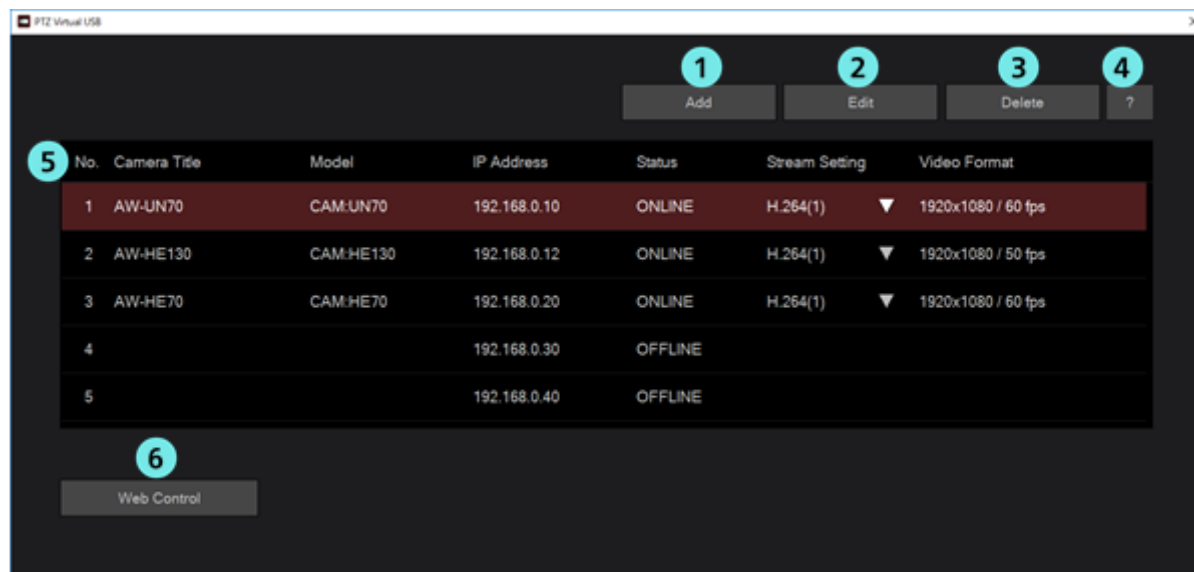 PTZ Virtual USB
1 2 3 4
Add Edit Delete ?
5 No. Camera Title Model IP Address Status Stream Setting Video Format
1 AW-UN70 CAM:UN70 192.168.0.10 ONLINE H.264(1) ▼ 1920x1080 / 60 fps
2 AW-HE130 CAM:HE130 192.168.0.12 ONLINE H.264(1) ▼ 1920x1080 / 50 fps
3 AW-HE70 CAM:HE70 192.168.0.20 ONLINE H.264(1) ▼ 1920x1080 / 60 fps
4 192.168.0.30 OFFLINE
5 192.168.0.40 OFFLINE
6
Web Control